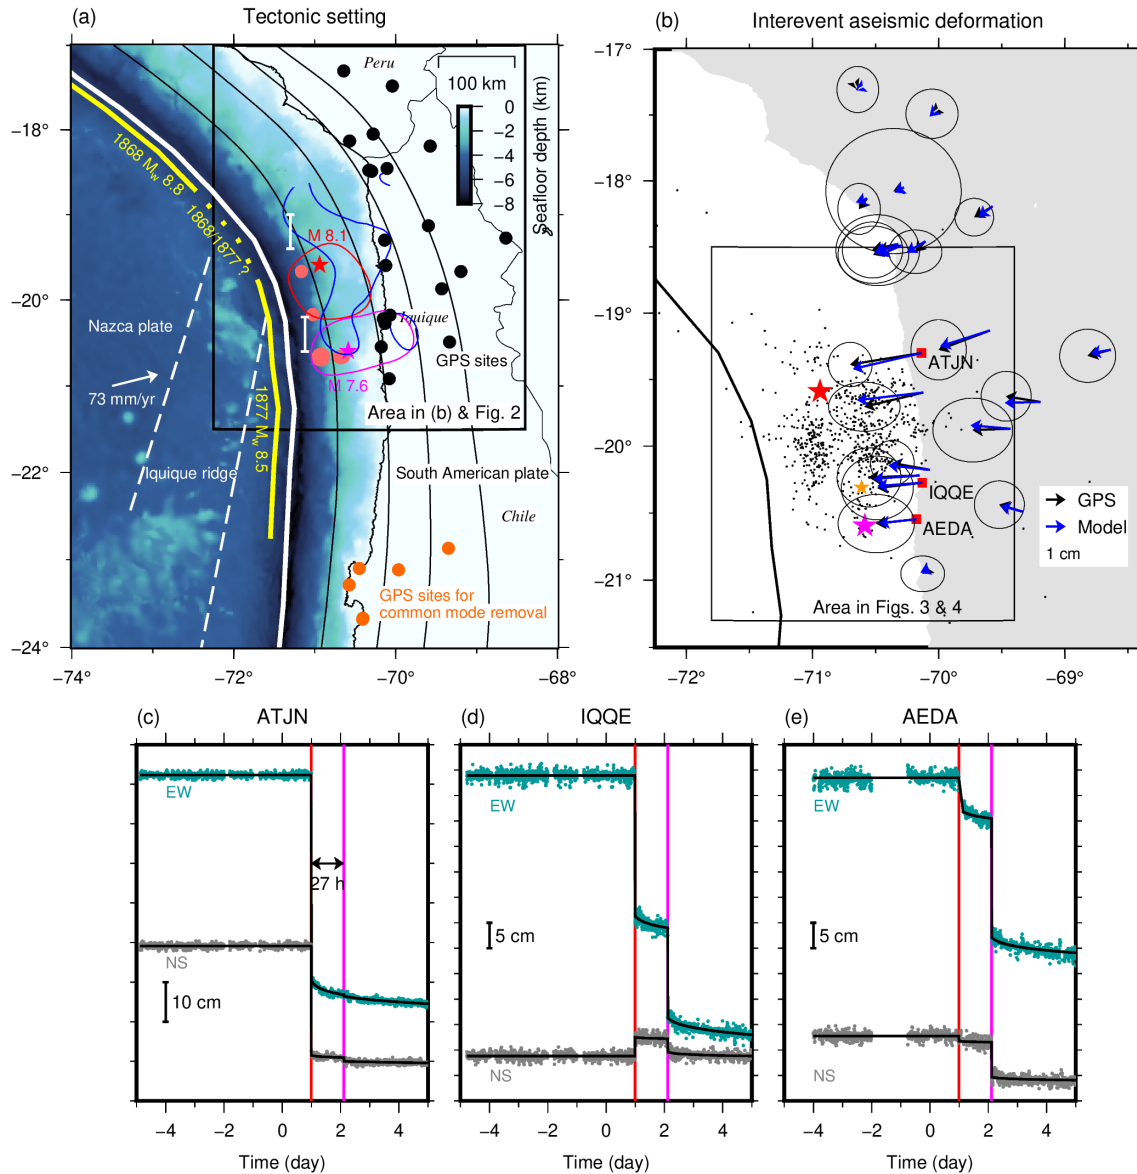 (a)
Tectonic setting
(b)
Interevent aseismic deformation
Peru
100 km
0
−2
−4
−6
−8
Seafloor depth (km)
−18°
−20°
−22°
−24°
1868 Mw 8.8
1868/1877 ?
1877 Mw 8.5
M 8.1
M 7.6
Nazca plate
73 mm/yr
Iquique ridge
Iquique
GPS sites
Area in (b) & Fig. 2
South American plate
Chile
GPS sites for
common mode removal
−74°
−72°
−70°
−68°
−17°
−18°
−19°
−20°
−21°
ATJN
IQQE
AEDA
GPS
Model
1 cm
Area in Figs. 3 & 4
−72°
−71°
−70°
−69°
(c)
ATJN
(d)
IQQE
(e)
AEDA
EW
27 h
NS
10 cm
EW
5 cm
NS
EW
5 cm
NS
−4
−2
0
2
4
−4
−2
0
2
4
−4
−2
0
2
4
Time (day)
Time (day)
Time (day)